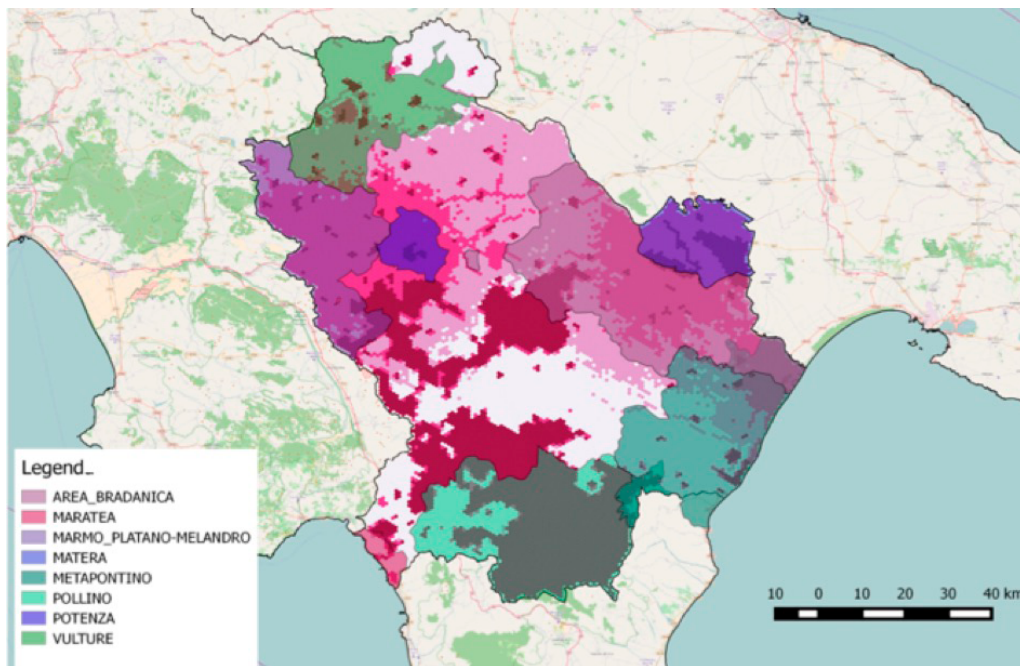 Legend_
AREA_BRADANICA
MARATEA
MARMO_PLATANO-MELANDRO
MATERA
METAPONTINO
POLLINO
POTENZA
VULTURE
10 0 10 20 30 40 km